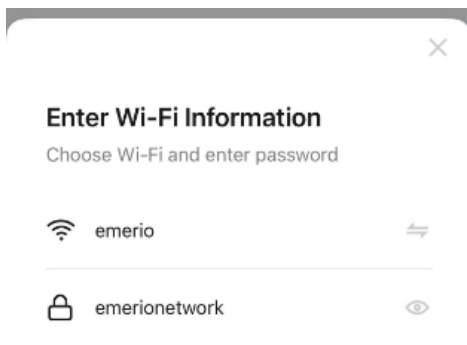 Enter Wi-Fi Information
Choose Wi-Fi and enter password
emerio
emerionetwork